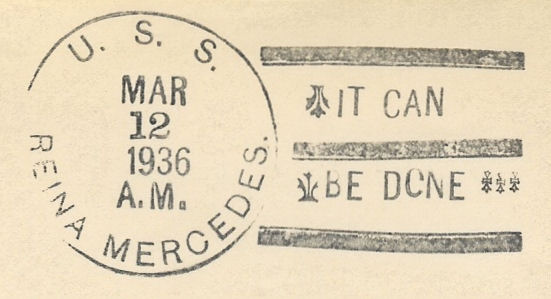 U. S. S.
MAR
12
1936
A.M.
REINA MERCEDES.
IT CAN
BE DONE